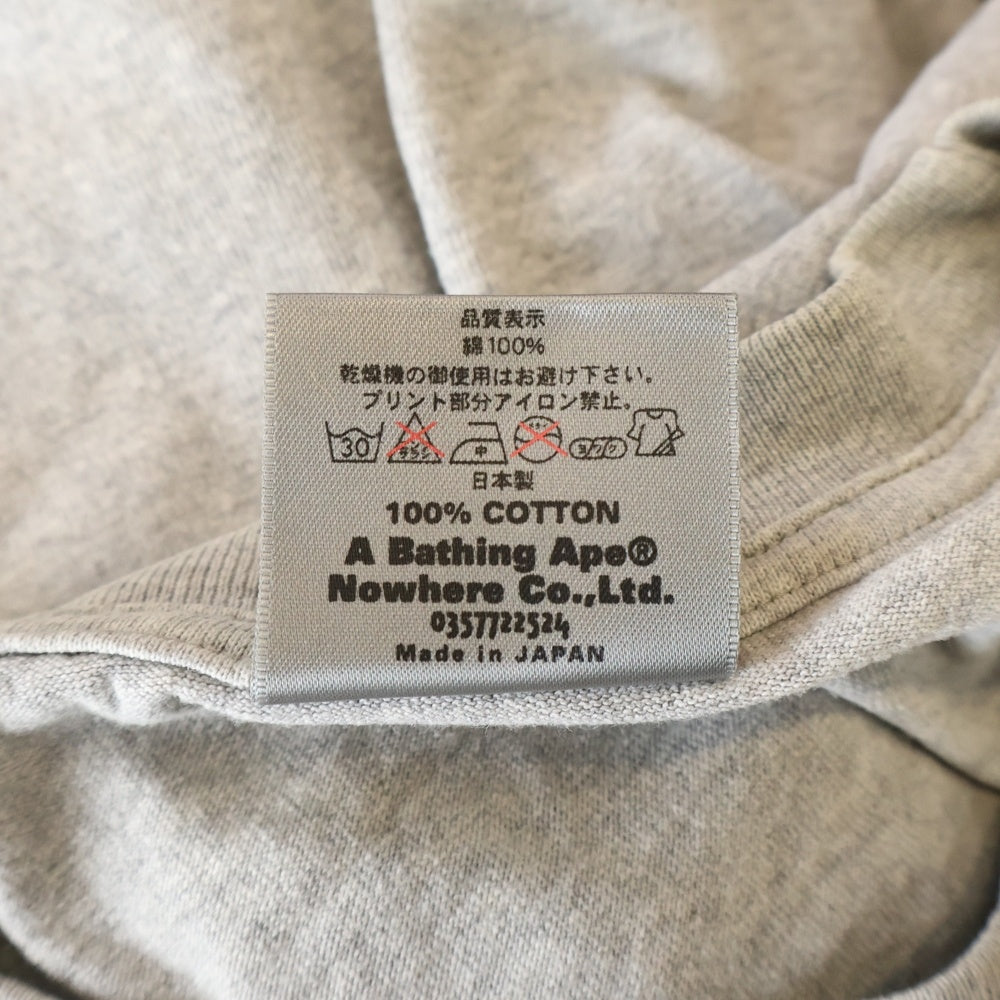 品質表示
綿100%
乾燥機の御使用はお避け下さい。
プリント部分アイロン禁止。
30 中
日本製
100% COTTON
A Bathing Ape®
Nowhere Co.,Ltd.
0357722524
Made in JAPAN